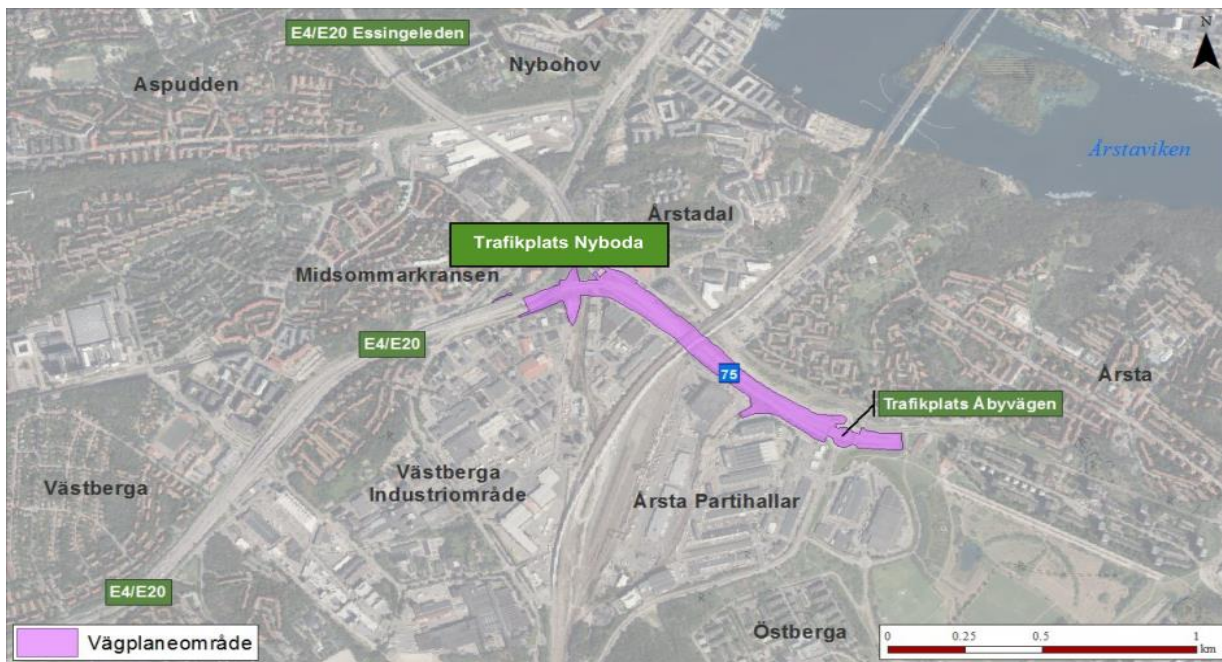 E4/E20 Essingeleden
N
Nybohov
Aspudden
Årstaviken
Årstadal
Trafikplats Nyboda
Midsommarkransen
E4/E20
75
Årsta
Trafikplats Åbyvägen
Västberga
Industriområde
Västberga
Årsta Partihallar
E4/E20
Östberga
Vägplaneområde
0 0.25 0.5 1
km